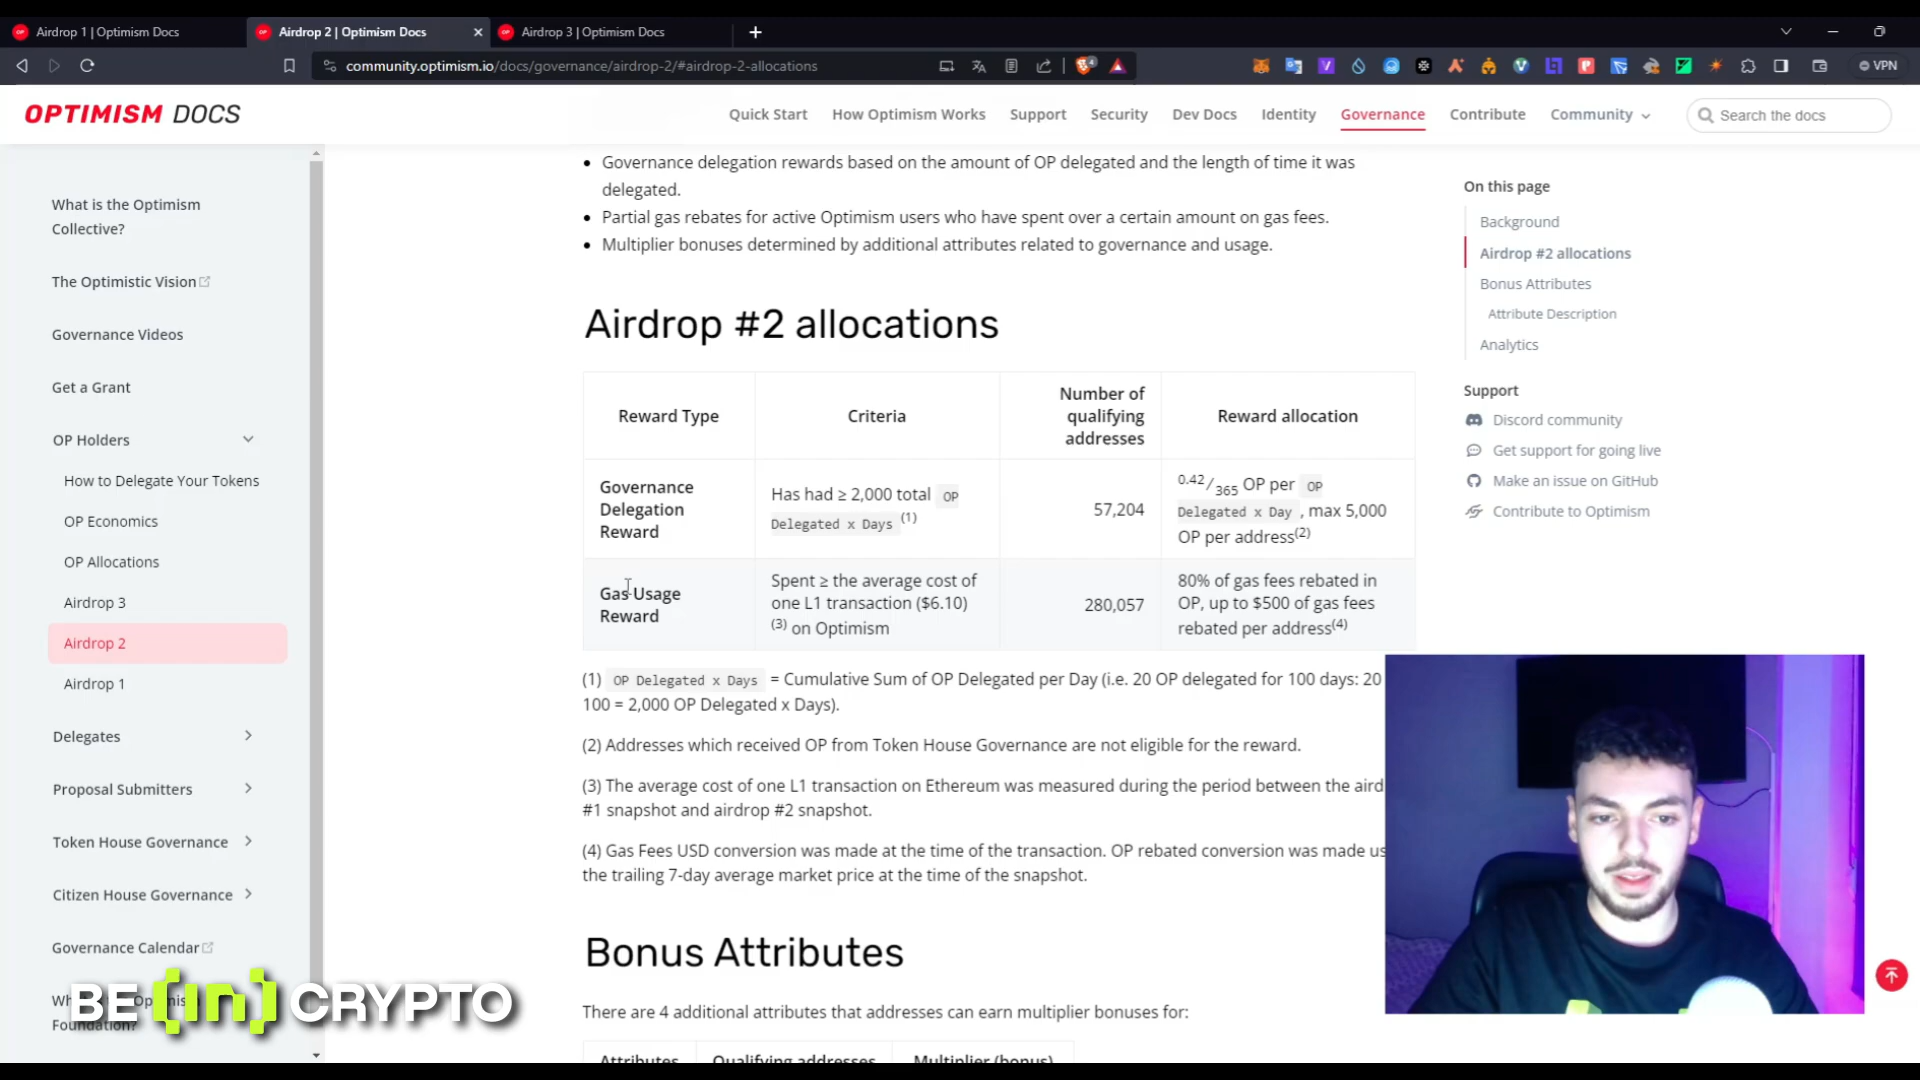 Airdrop 1 | Optimism Docs
Airdrop 2 | Optimism Docs
Airdrop 3 | Optimism Docs
community.optimism.io/docs/governance/airdrop-2/#airdrop-2-allocations
VPN
OPTIMISM DOCS
Quick Start
How Optimism Works
Support
Security
Dev Docs
Identity
Governance
Contribute
Community
Search the docs
What is the Optimism
Collective?
The Optimistic Vision
Governance Videos
Get a Grant
OP Holders
How to Delegate Your Tokens
OP Economics
OP Allocations
Airdrop 3
Airdrop 2
Airdrop 1
Delegates
Proposal Submitters
Token House Governance
Citizen House Governance
Governance Calendar
Foundation?
BE [in] CRYPTO
Governance delegation rewards based on the amount of OP delegated and the length of time it was
delegated.
Partial gas rebates for active Optimism users who have spent over a certain amount on gas fees.
Multiplier bonuses determined by additional attributes related to governance and usage.
Airdrop #2 allocations
Reward Type
Criteria
Number of
qualifying
addresses
Reward allocation
Governance
Delegation
Reward
Has had ≥ 2,000 total OP
Delegated x Days (1)
57,204
0.42/365 OP per OP
Delegated x Day , max 5,000
OP per address(2)
Gas Usage
Reward
Spent ≥ the average cost of
one L1 transaction ($6.10)
(3) on Optimism
280,057
80% of gas fees rebated in
OP, up to $500 of gas fees
rebated per address(4)
(1) OP Delegated x Days = Cumulative Sum of OP Delegated per Day (i.e. 20 OP delegated for 100 days: 20
100 = 2,000 OP Delegated x Days).
(2) Addresses which received OP from Token House Governance are not eligible for the reward.
(3) The average cost of one L1 transaction on Ethereum was measured during the period between the aird
#1 snapshot and airdrop #2 snapshot.
(4) Gas Fees USD conversion was made at the time of the transaction. OP rebated conversion was made us
the trailing 7-day average market price at the time of the snapshot.
Bonus Attributes
There are 4 additional attributes that addresses can earn multiplier bonuses for:
Attributes
Qualifying addresses
Multiplier (bonus)
On this page
Background
Airdrop #2 allocations
Bonus Attributes
Attribute Description
Analytics
Support
Discord community
Get support for going live
Make an issue on GitHub
Contribute to Optimism